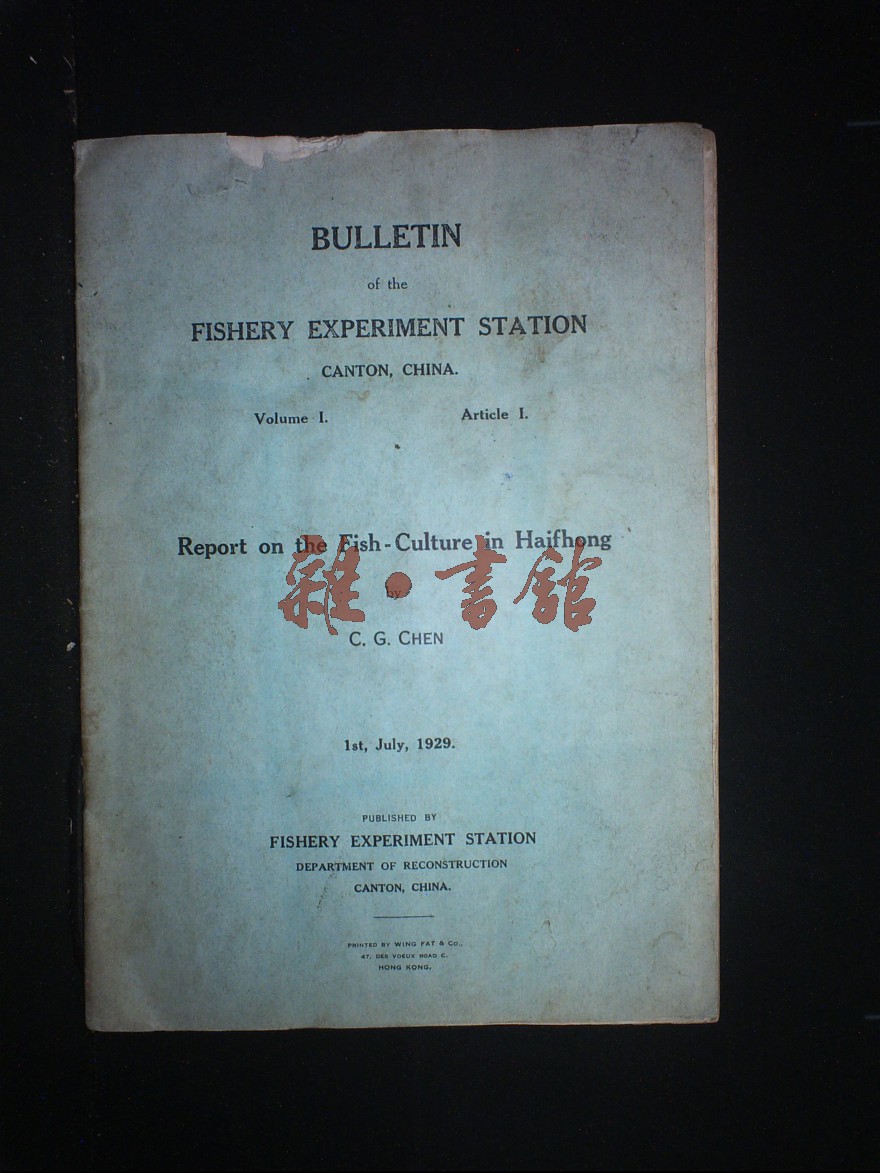 BULLETIN
of the
FISHERY EXPERIMENT STATION
CANTON, CHINA.
Volume I. Article I.
Report on the Fish-Culture in Haifhong
by
雜·書館
C. G. CHEN
1st, July, 1929.
PUBLISHED BY
FISHERY EXPERIMENT STATION
DEPARTMENT OF RECONSTRUCTION
CANTON, CHINA.
PRINTED BY WING FAT & CO.,
47, DES VOEUX ROAD C.
HONG KONG.